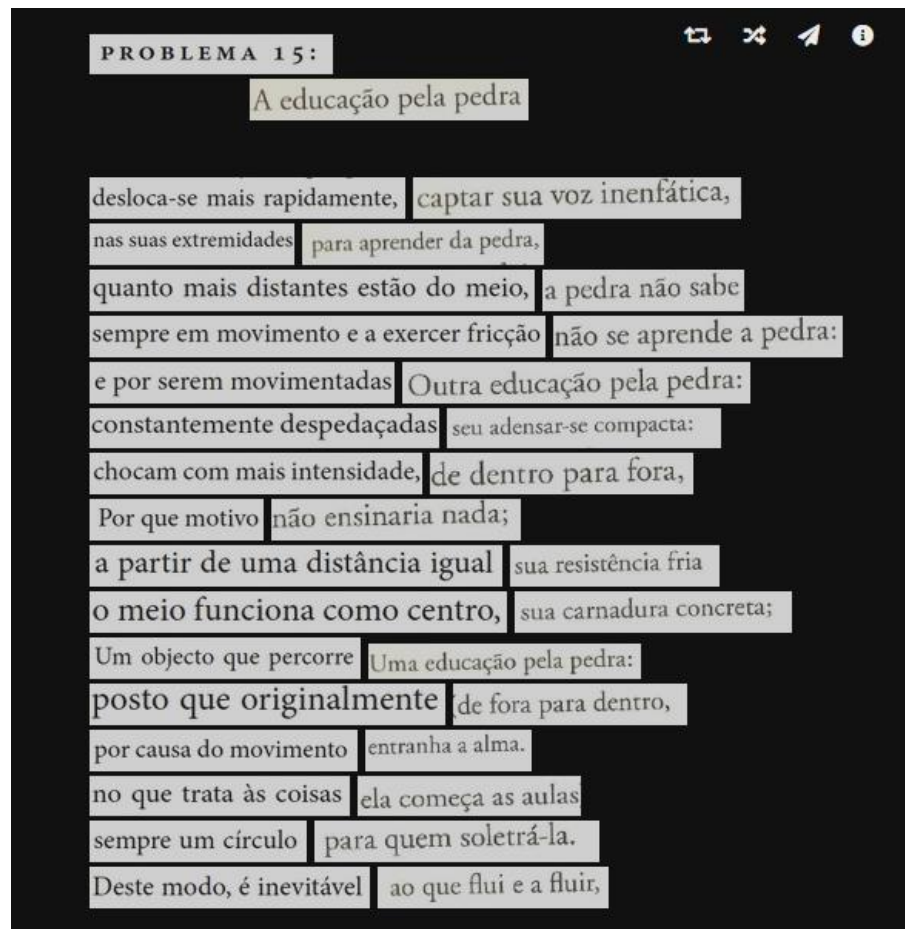 PROBLEMA 15:
A educação pela pedra
desloca-se mais rapidamente, captar sua voz inenfática,
nas suas extremidades para aprender da pedra,
quanto mais distantes estão do meio, a pedra não sabe
sempre em movimento e a exercer fricção não se aprende a pedra:
e por serem movimentadas Outra educação pela pedra:
constantemente despedaçadas seu adensar-se compacta:
chocam com mais intensidade, de dentro para fora,
Por que motivo não ensinaria nada;
a partir de uma distância igual sua resistência fria
o meio funciona como centro, sua carnadura concreta;
Um objecto que percorre Uma educação pela pedra:
posto que originalmente (de fora para dentro,
por causa do movimento entranha a alma.
no que trata às coisas ela começa as aulas
sempre um círculo para quem soletrá-la.
Deste modo, é inevitável ao que flui e a fluir,